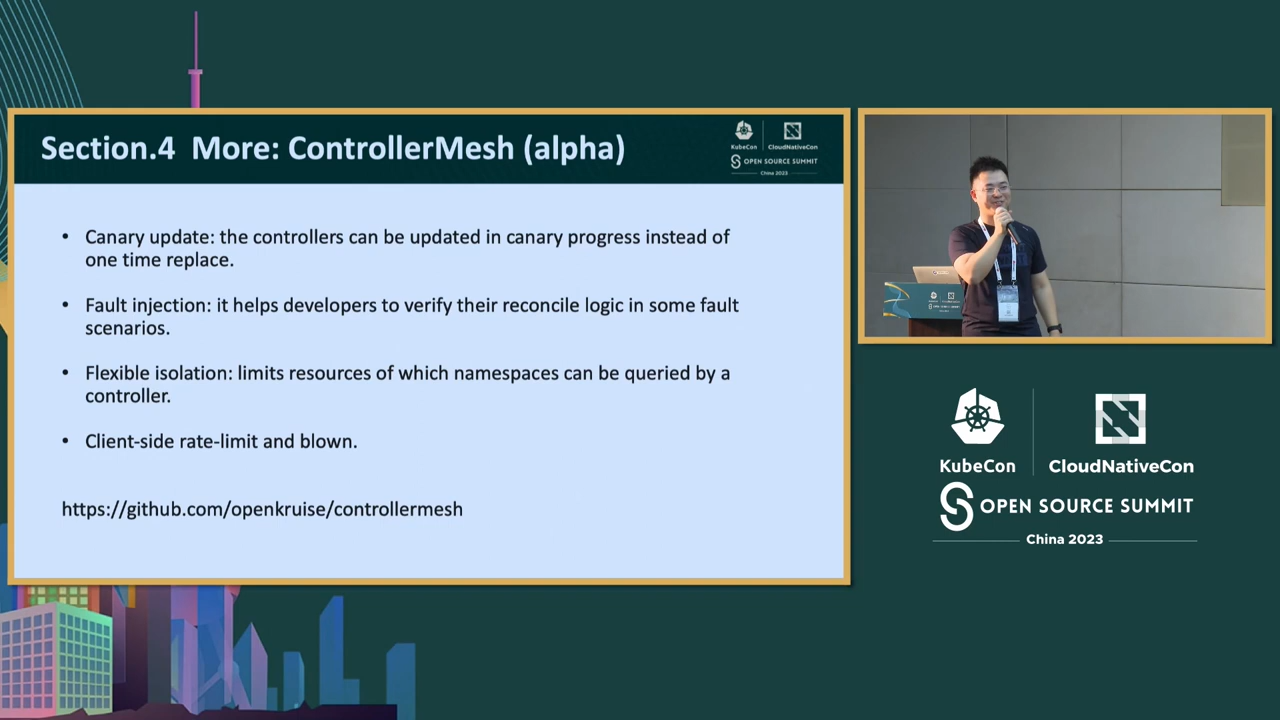 Section.4 More: ControllerMesh (alpha)
KubeCon
CloudNativeCon
OPEN SOURCE SUMMIT
China 2023
• Canary update: the controllers can be updated in canary progress instead of
one time replace.
• Fault injection: it helps developers to verify their reconcile logic in some fault
scenarios.
• Flexible isolation: limits resources of which namespaces can be queried by a
controller.
• Client-side rate-limit and blown.
https://github.com/openkruise/controllermesh
KubeCon
CloudNativeCon
OPEN SOURCE SUMMIT
China 2023